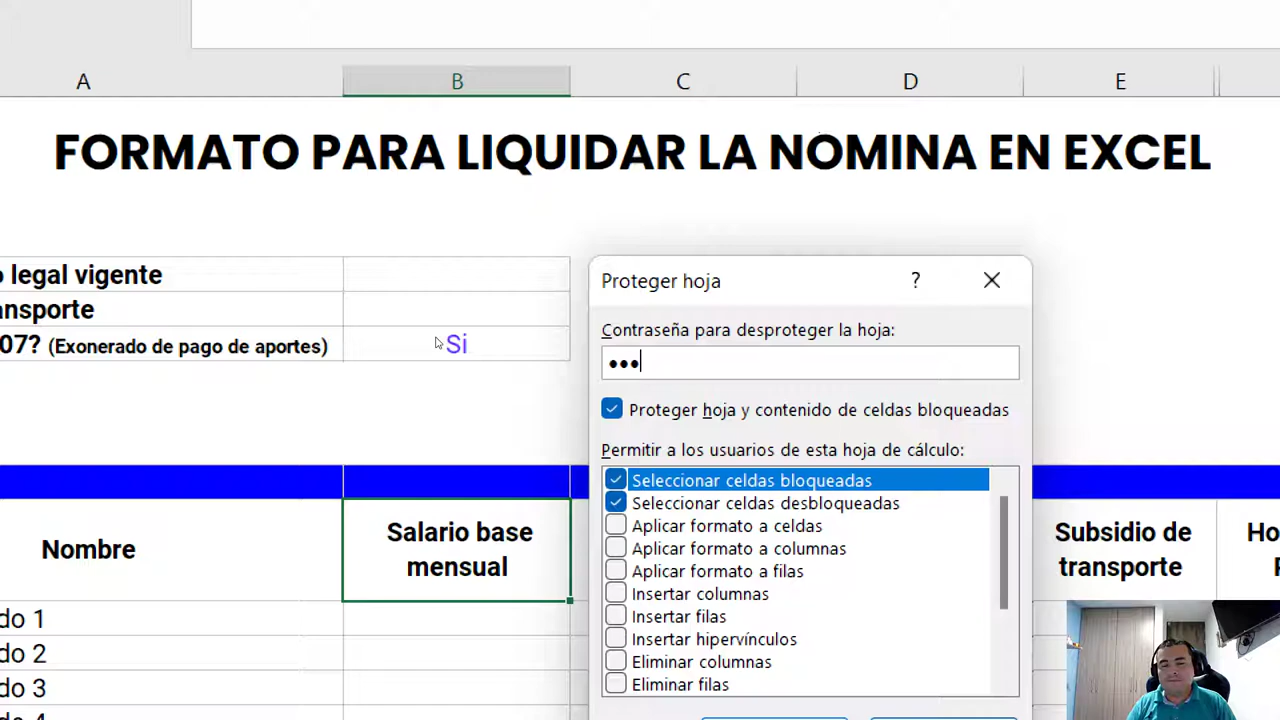 A B C D E
FORMATO PARA LIQUIDAR LA NOMINA EN EXCEL
legal vigente
ansporte
07? (Exonerado de pago de aportes) Si
Proteger hoja ?
Contraseña para desproteger la hoja:
•••
Proteger hoja y contenido de celdas bloqueadas
Permitir a los usuarios de esta hoja de cálculo:
Seleccionar celdas bloqueadas
Seleccionar celdas desbloqueadas
Aplicar formato a celdas
Aplicar formato a columnas
Aplicar formato a filas
Insertar columnas
Insertar filas
Insertar hipervínculos
Eliminar columnas
Eliminar filas
Nombre
Salario base
mensual
Subsidio de
transporte
Ho
do 1
do 2
do 3